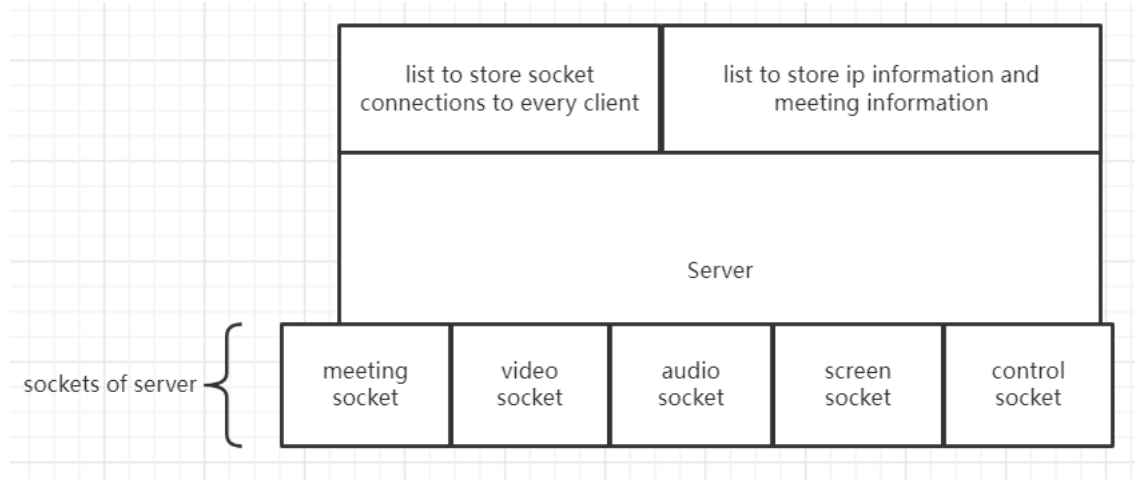 list to store socket
connections to every client
list to store ip information and
meeting information
Server
sockets of server
meeting
socket
video
socket
audio
socket
screen
socket
control
socket